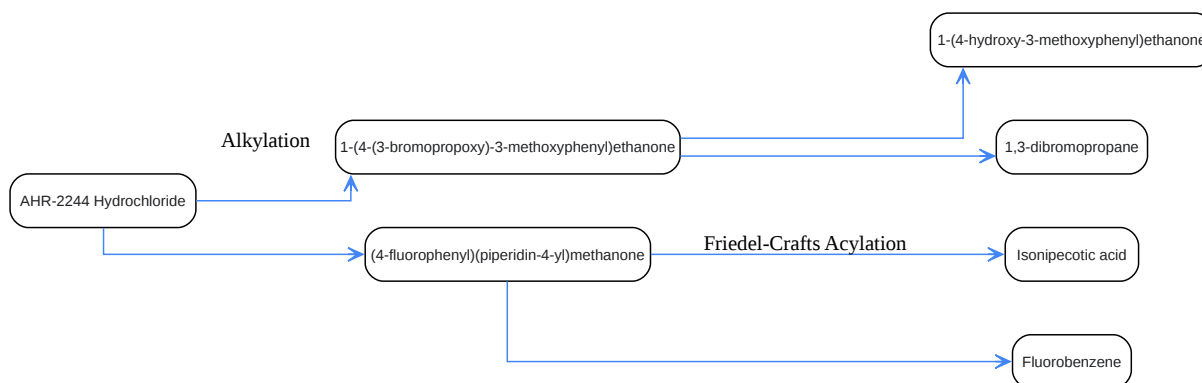 1-(4-hydroxy-3-methoxyphenyl)ethanone
Alkylation
1-(4-(3-bromopropoxy)-3-methoxyphenyl)ethanone
1,3-dibromopropane
AHR-2244 Hydrochloride
(4-fluorophenyl)(piperidin-4-yl)methanone
Friedel-Crafts Acylation
Isonipecotic acid
Fluorobenzene